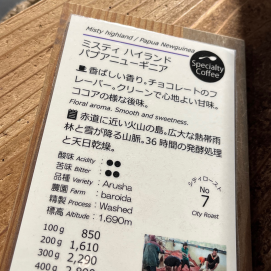 Misty highland / Papua Newguinea
ミスティ ハイランド
パプアニューギニア
Specialty
Coffee
香ばしい香り。チョコレートのフ
レーバー。クリーンで心地よい甘味。
ココアの様な後味。
Floral aroma. Smooth and sweetness.
赤道に近い火山の島。広大な熱帯雨
林と雲が降る山脈。36時間の発酵処理
と天日乾燥。
酸味 Acidity : ●●
苦味 Bitter : ●●
品種 Variety : Arusha
農園 Farm : baroida
精製 Process : Washed
標高 Altitude : 1,690m
シティロースト
No
7
City Roast
100g 850
200g 1,610
300g 2,290
400g